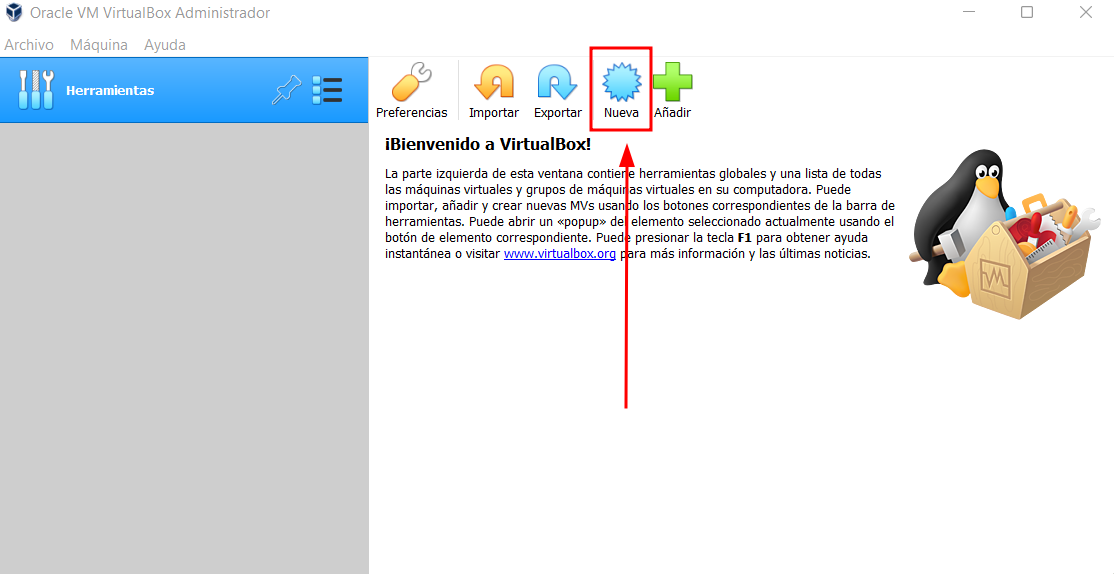 Oracle VM VirtualBox Administrador
Archivo Máquina Ayuda
Herramientas
Preferencias Importar Exportar Nueva Añadir
¡Bienvenido a VirtualBox!
La parte izquierda de esta ventana contiene herramientas globales y una lista de todas
las máquinas virtuales y grupos de máquinas virtuales en su computadora. Puede
importar, añadir y crear nuevas MVs usando los botones correspondientes de la barra de
herramientas. Puede abrir un «popup» del elemento seleccionado actualmente usando el
botón de elemento correspondiente. Puede presionar la tecla F1 para obtener ayuda
instantánea o visitar www.virtualbox.org para más información y las últimas noticias.